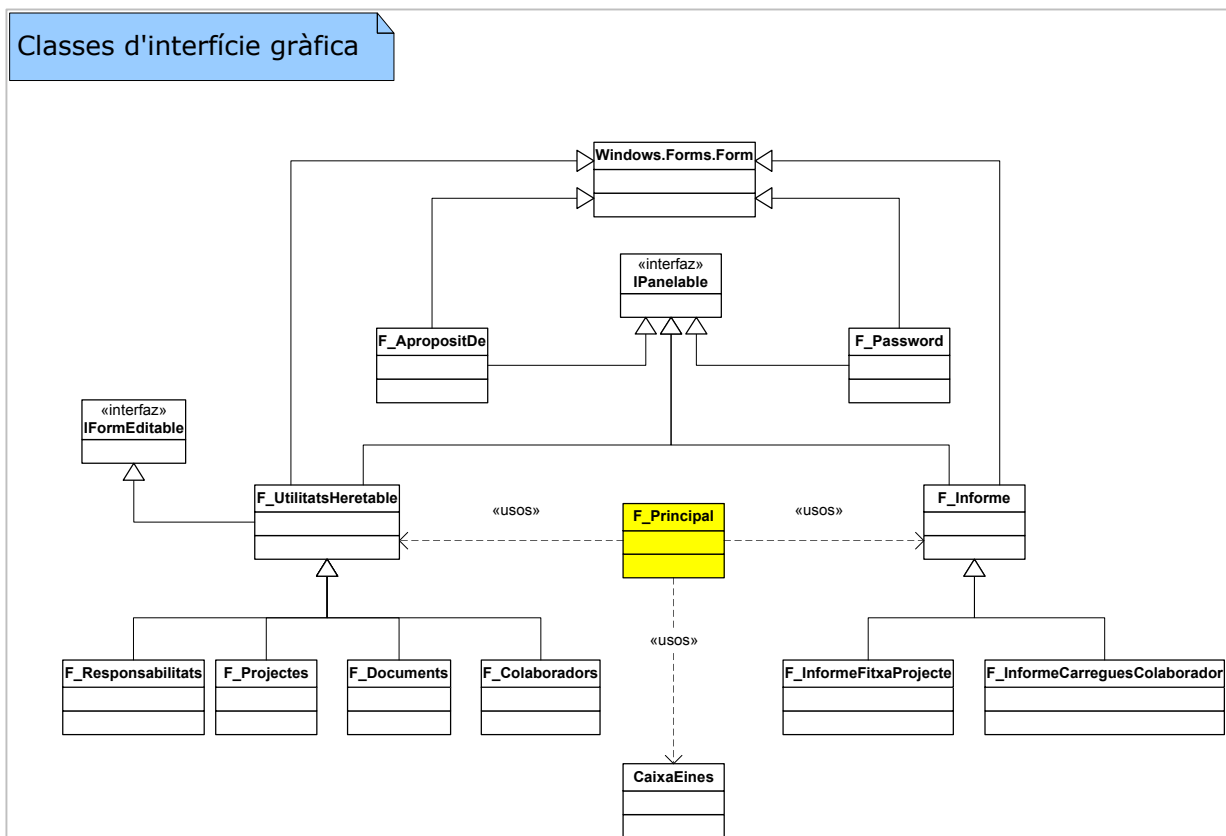 Classes d'interfície gràfica
Windows.Forms.Form
«interfaz»
IPanelable
F_ApropositDe
F_Password
«interfaz»
IFormEditable
F_UtilitatsHeretable
«usos»
F_Principal
«usos»
F_Informe
«usos»
F_Responsabilitats
F_Projectes
F_Documents
F_Colaboradors
F_InformeFitxaProjecte
F_InformeCarreguesColaborador
CaixaEines